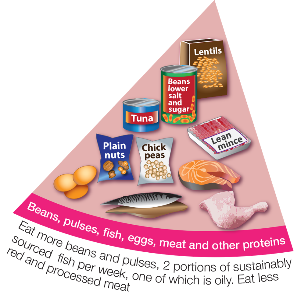 Lentils
Beans
lower
salt
and
sugar
Tuna
Lean
mince
Plain
nuts
Chick
peas
Beans, pulses, fish, eggs, meat and other proteins
Eat more beans and pulses, 2 portions of sustainably
sourced fish per week, one of which is oily. Eat less
red and processed meat